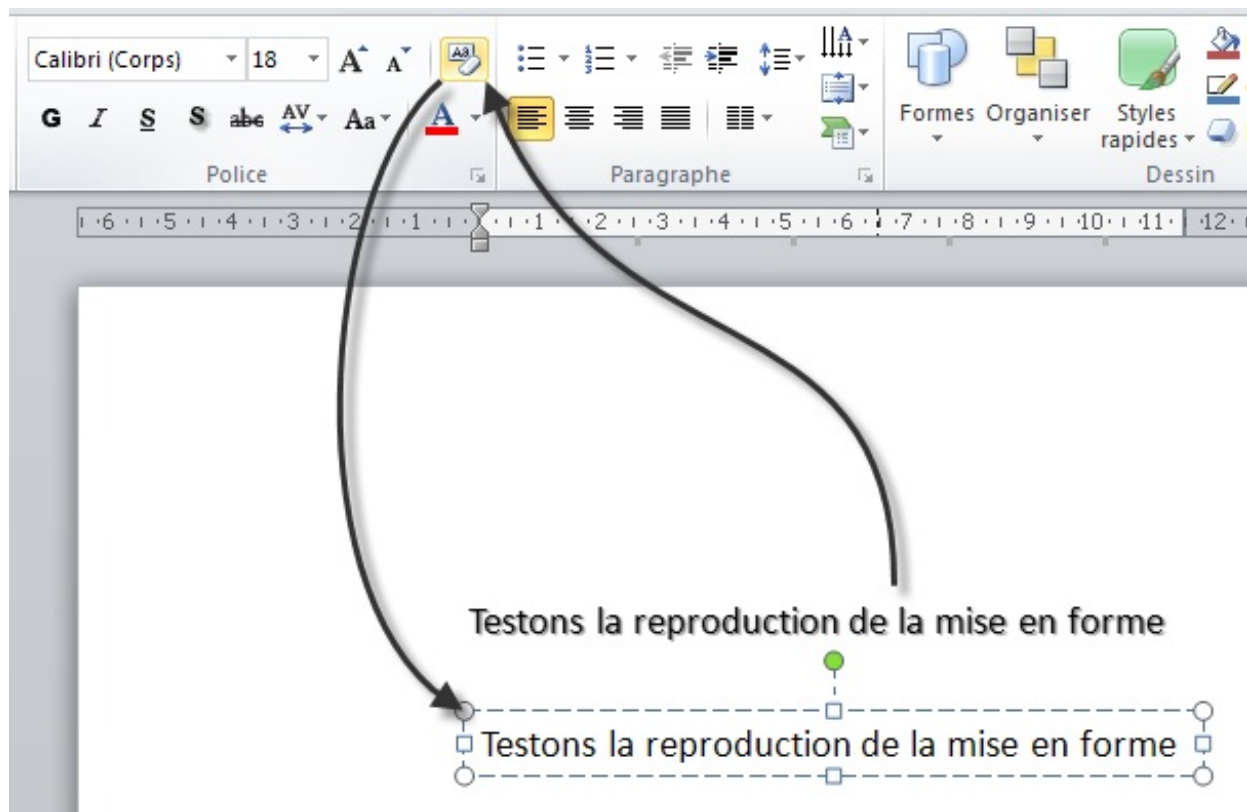 Calibri (Corps) 18 A A Aa
G I S S abc AV Aa A
Formes Organiser Styles rapides
Police Paragraphe Dessin
6 5 4 3 2 1 1 2 3 4 5 6 7 8 9 10 11 12
Testons la reproduction de la mise en forme
Testons la reproduction de la mise en forme